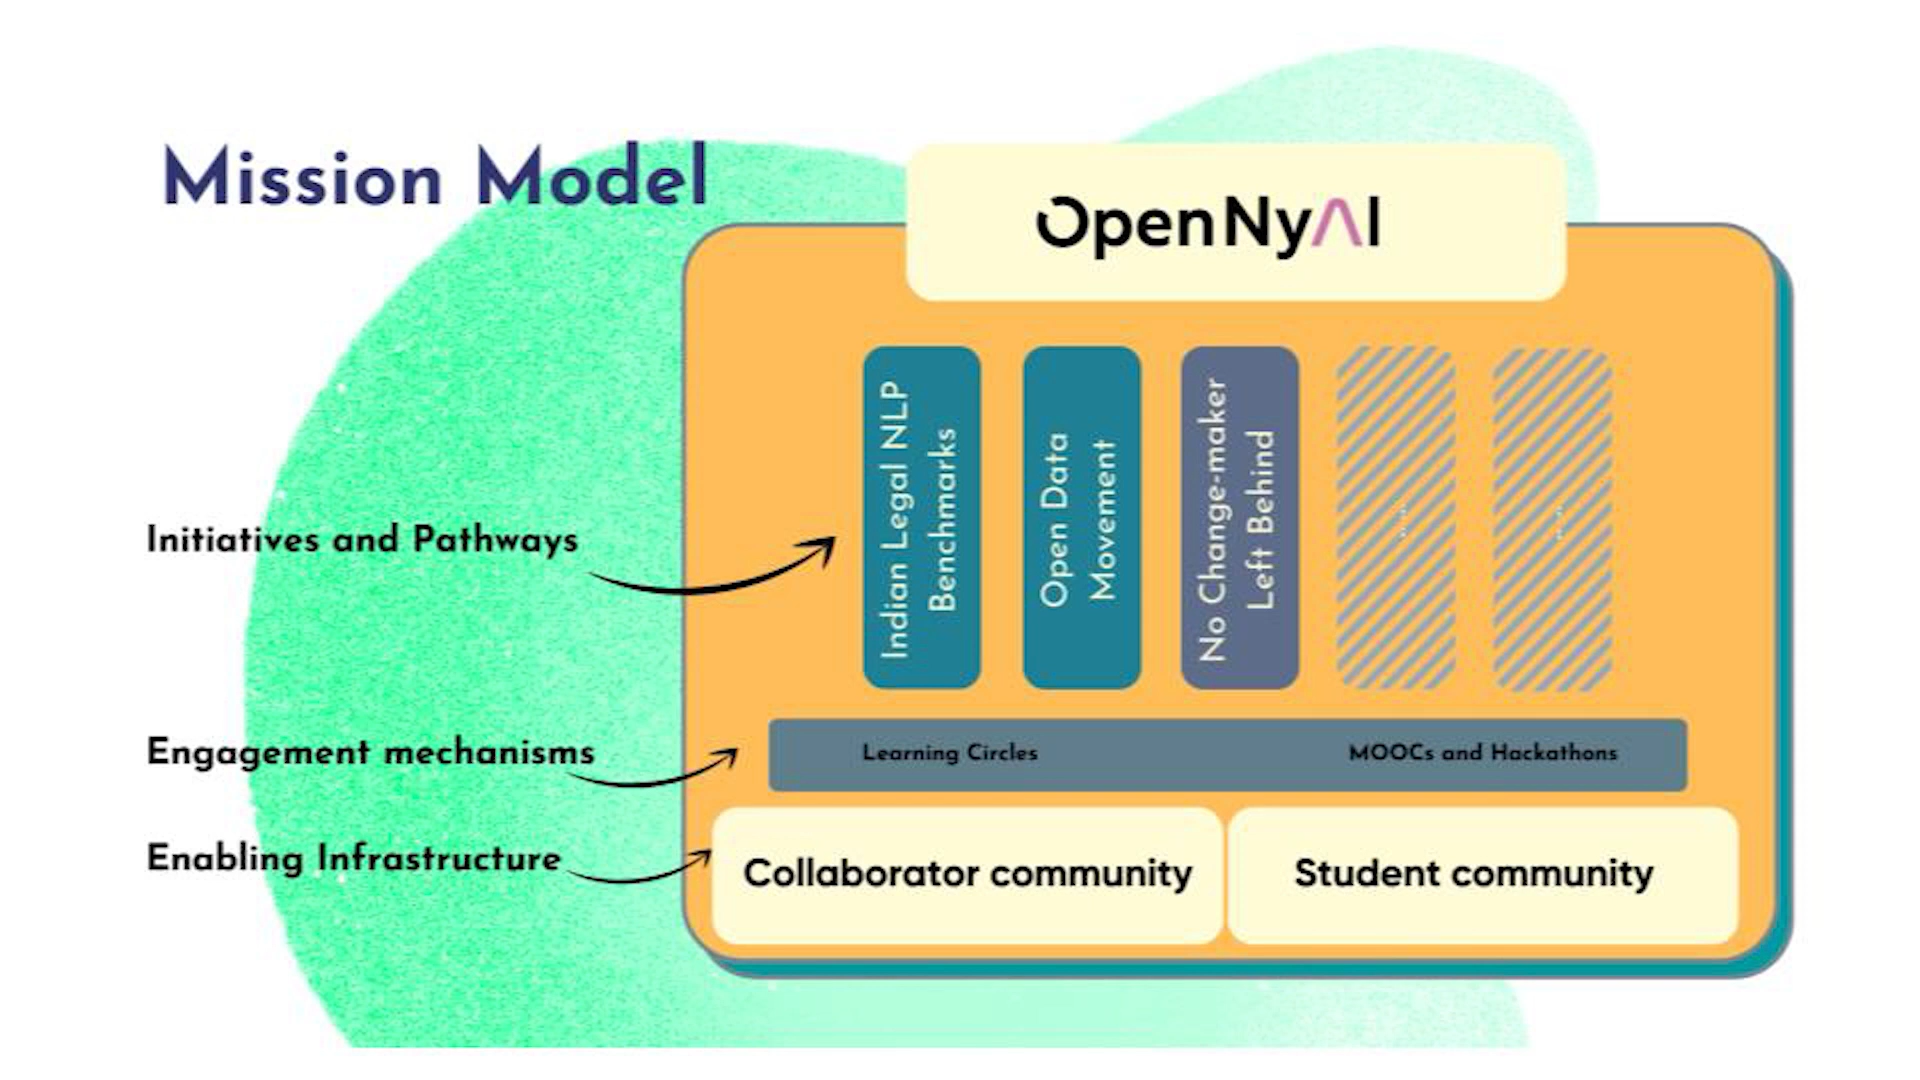 Mission Model
OpenNyAI
Indian Legal NLP
Benchmarks
Open Data
Movement
No Change-maker
Left Behind
Initiatives and Pathways
Engagement mechanisms
Learning Circles
MOOCs and Hackathons
Enabling Infrastructure
Collaborator community
Student community